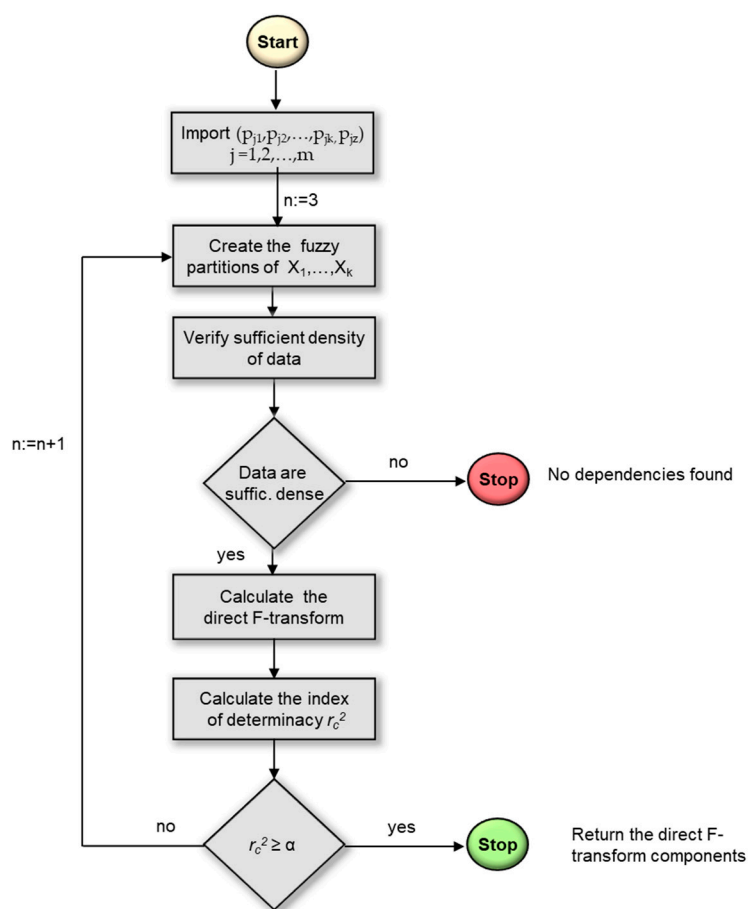 Start
Import (pj1,pj2,…,pjk,pjz)
j =1,2,…,m
n:=3
Create the fuzzy
partitions of X1,…,Xk
Verify sufficient density
of data
n:=n+1
Data are
suffic. dense
no
Stop
No dependencies found
yes
Calculate the
direct F-transform
Calculate the index
of determinacy rc²
no
rc² ≥ α
yes
Stop
Return the direct F-
transform components